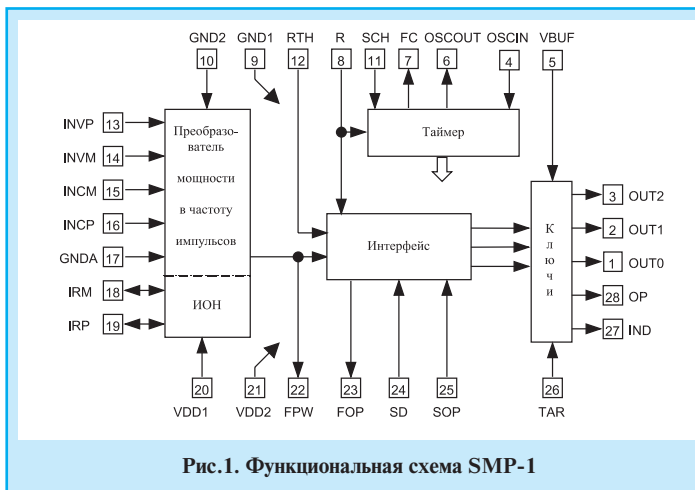 GND2 GND1 RTH R SCH FC OSCOUT OSCIN VBUF
10 9 12 8 11 7 6 4 5
INVP 13
INVM 14
INCM 15
INCP 16
GNDA 17
IRM 18
IRP 19
Преобразо-
ватель
мощности
в частоту
импульсов
ИОН
Таймер
Интерфейс
К
л
ю
ч
и
3 OUT2
2 OUT1
1 OUT0
28 OP
27 IND
20 21 22 23 24 25 26
VDD1 VDD2 FPW FOP SD SOP TAR
Рис.1. Функциональная схема SMP-1